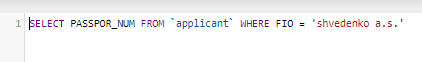 1 SELECT PASSPOR_NUM FROM `applicant` WHERE FIO = 'shvedenko a.s.'